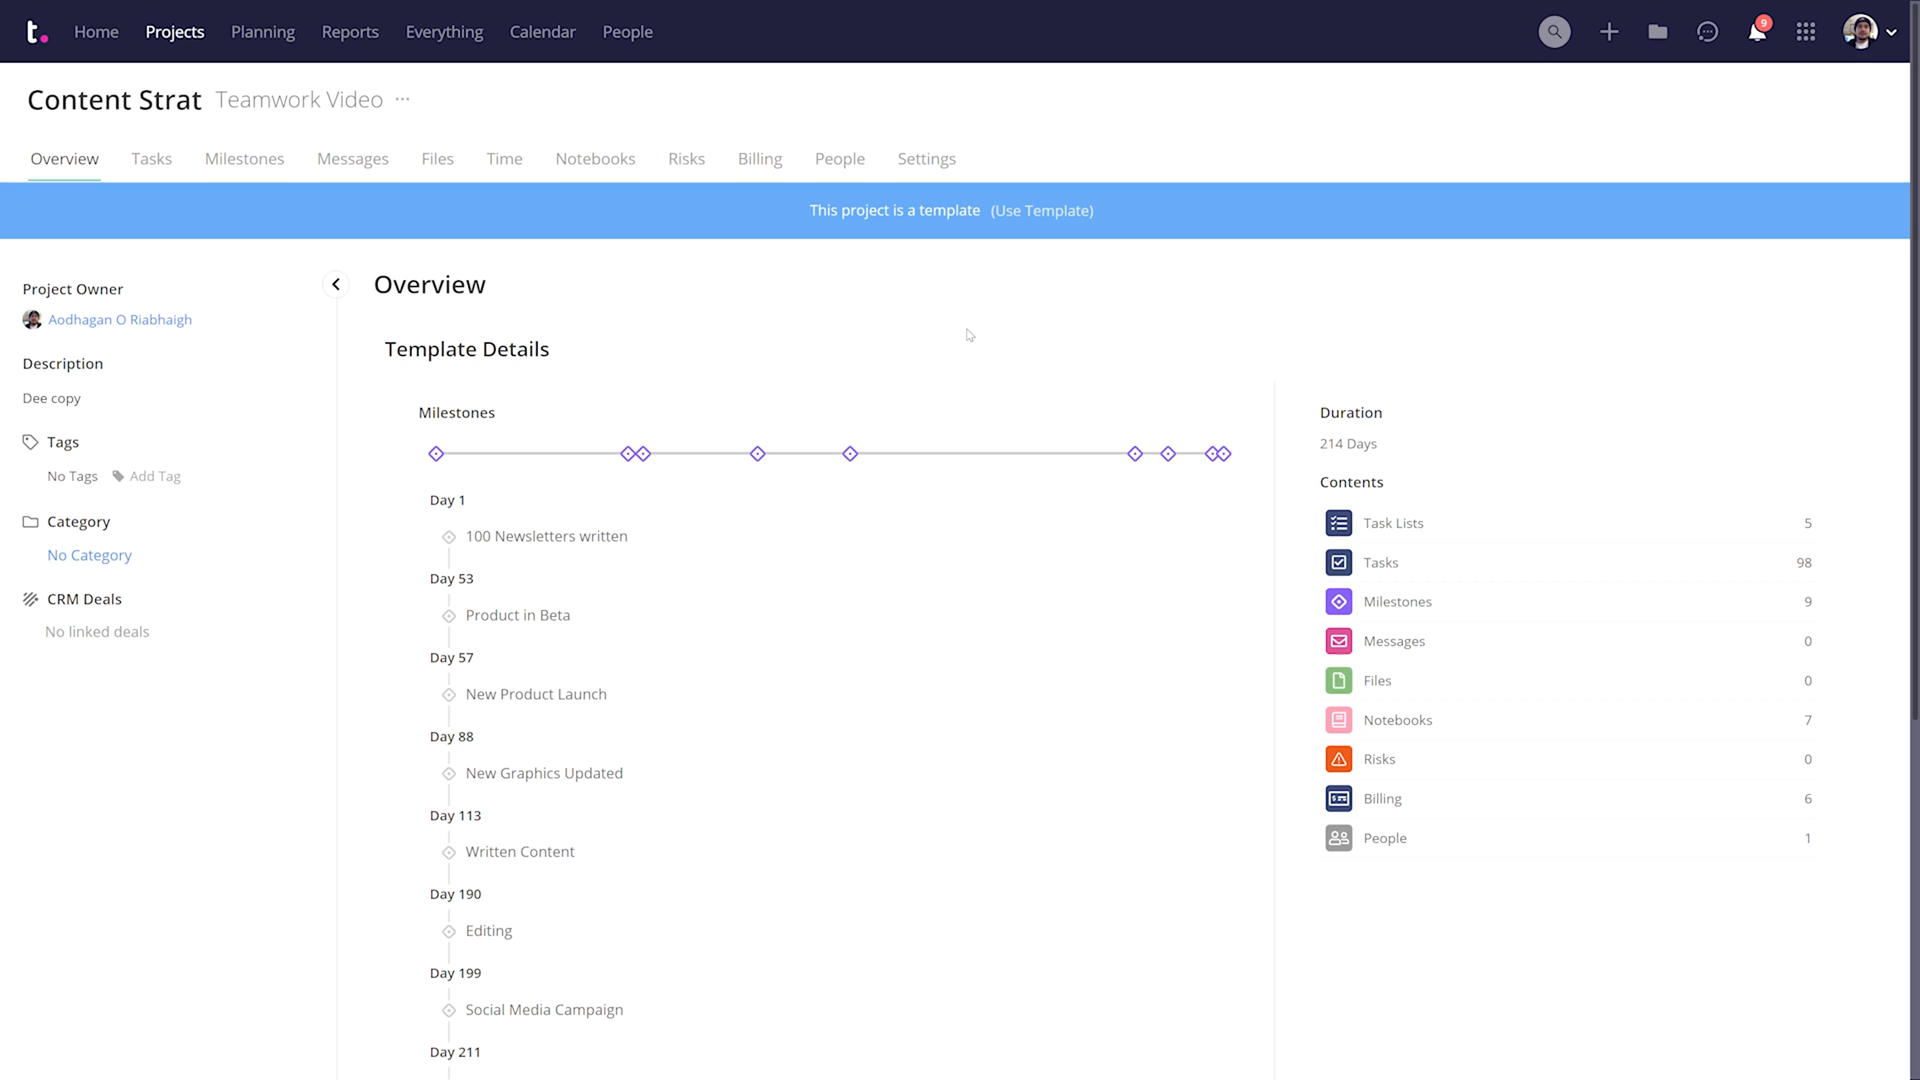 t. Home Projects Planning Reports Everything Calendar People 9
Content Strat Teamwork Video ...
Overview Tasks Milestones Messages Files Time Notebooks Risks Billing People Settings
This project is a template (Use Template)
Project Owner
Aodhagan O Riabhaigh
Description
Dee copy
Tags
No Tags Add Tag
Category
No Category
CRM Deals
No linked deals
Overview
Template Details
Milestones
Day 1
100 Newsletters written
Day 53
Product in Beta
Day 57
New Product Launch
Day 88
New Graphics Updated
Day 113
Written Content
Day 190
Editing
Day 199
Social Media Campaign
Day 211
Duration
214 Days
Contents
Task Lists 5
Tasks 98
Milestones 9
Messages 0
Files 0
Notebooks 7
Risks 0
Billing 6
People 1